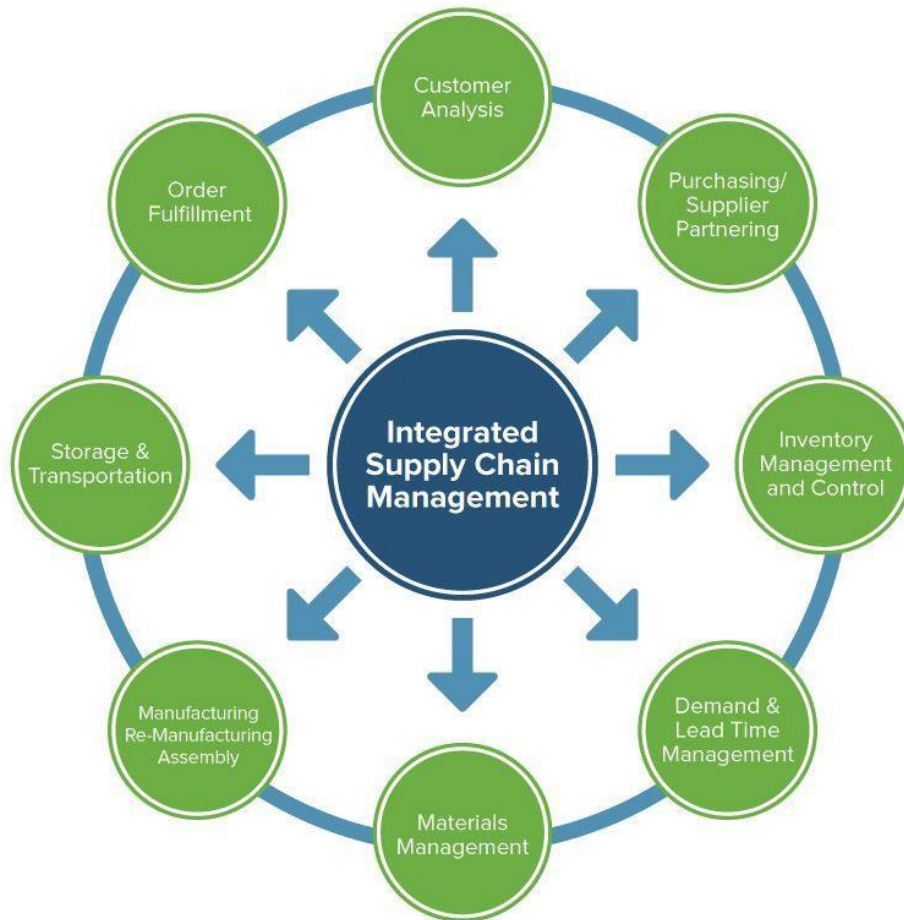 Customer
Analysis
Purchasing/
Supplier
Partnering
Inventory
Management
and Control
Demand &
Lead Time
Management
Materials
Management
Manufacturing
Re-Manufacturing
Assembly
Storage &
Transportation
Order
Fulfillment
Integrated
Supply Chain
Management